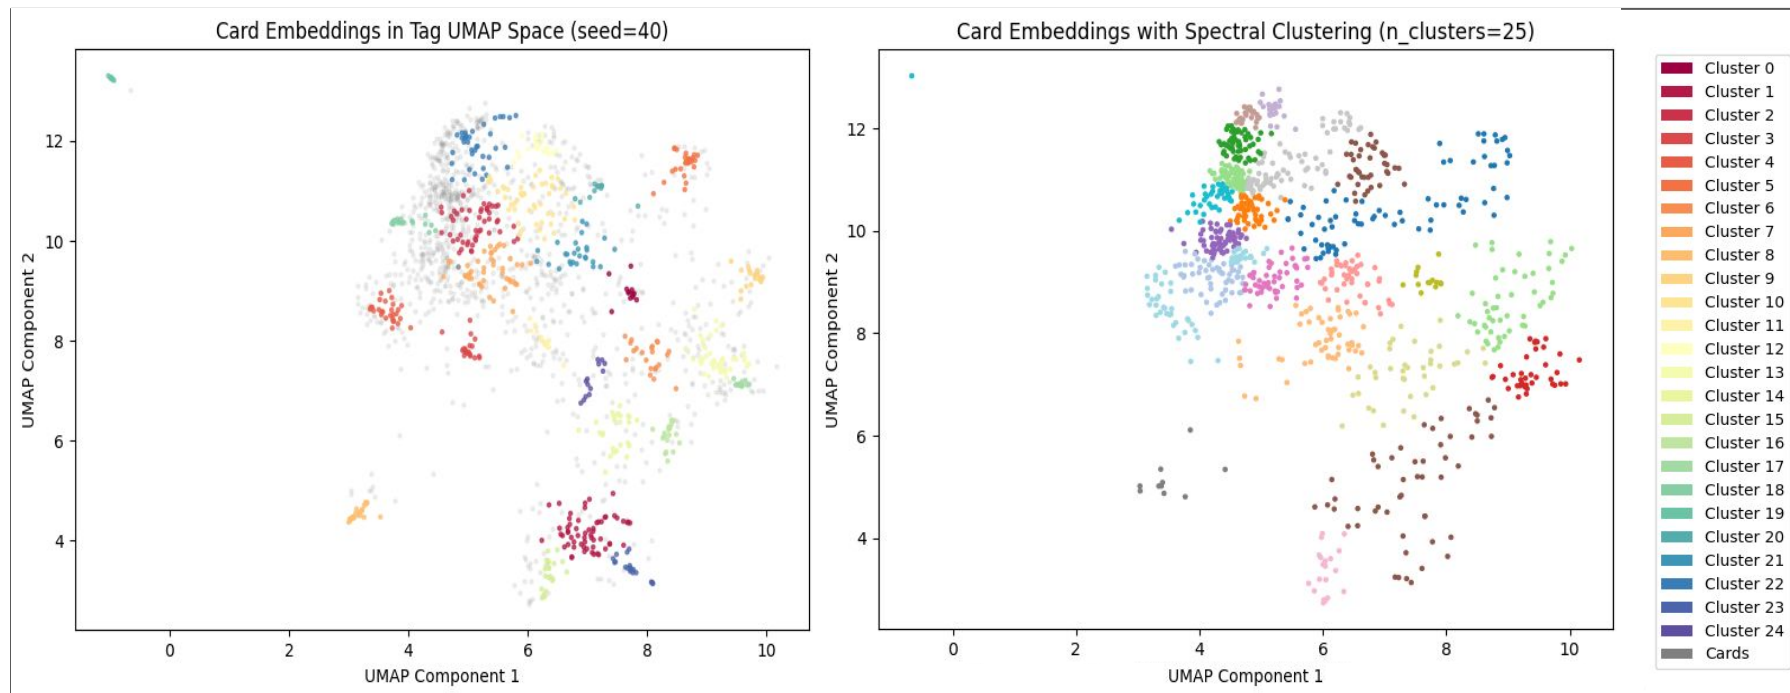 Card Embeddings in Tag UMAP Space (seed=40)
12
10
8
6
4
UMAP Component 2
0 2 4 6 8 10
UMAP Component 1
Card Embeddings with Spectral Clustering (n_clusters=25)
12
10
8
6
4
UMAP Component 2
0 2 4 6 8 10
UMAP Component 1
Cluster 0
Cluster 1
Cluster 2
Cluster 3
Cluster 4
Cluster 5
Cluster 6
Cluster 7
Cluster 8
Cluster 9
Cluster 10
Cluster 11
Cluster 12
Cluster 13
Cluster 14
Cluster 15
Cluster 16
Cluster 17
Cluster 18
Cluster 19
Cluster 20
Cluster 21
Cluster 22
Cluster 23
Cluster 24
Cards